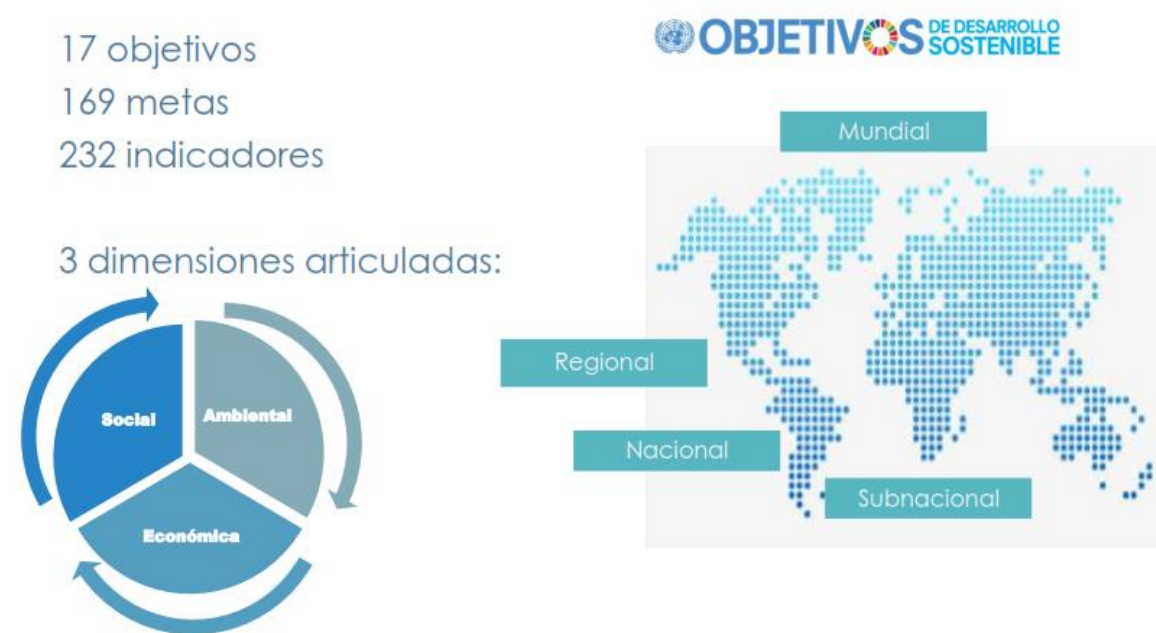 17 objetivos
169 metas
232 indicadores
3 dimensiones articuladas:
Social
Ambiental
Económica
OBJETIVOS DE DESARROLLO
SOSTENIBLE
Mundial
Regional
Nacional
Subnacional